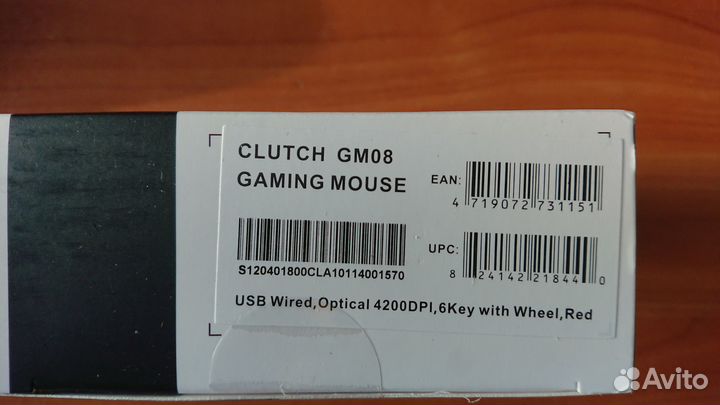 CLUTCH GM08
GAMING MOUSE
EAN:
4 719072 731151
S120401800CLA10114001570
UPC:
8 24142 21844 0
USB Wired,Optical 4200DPI,6Key with Wheel,Red
Avito